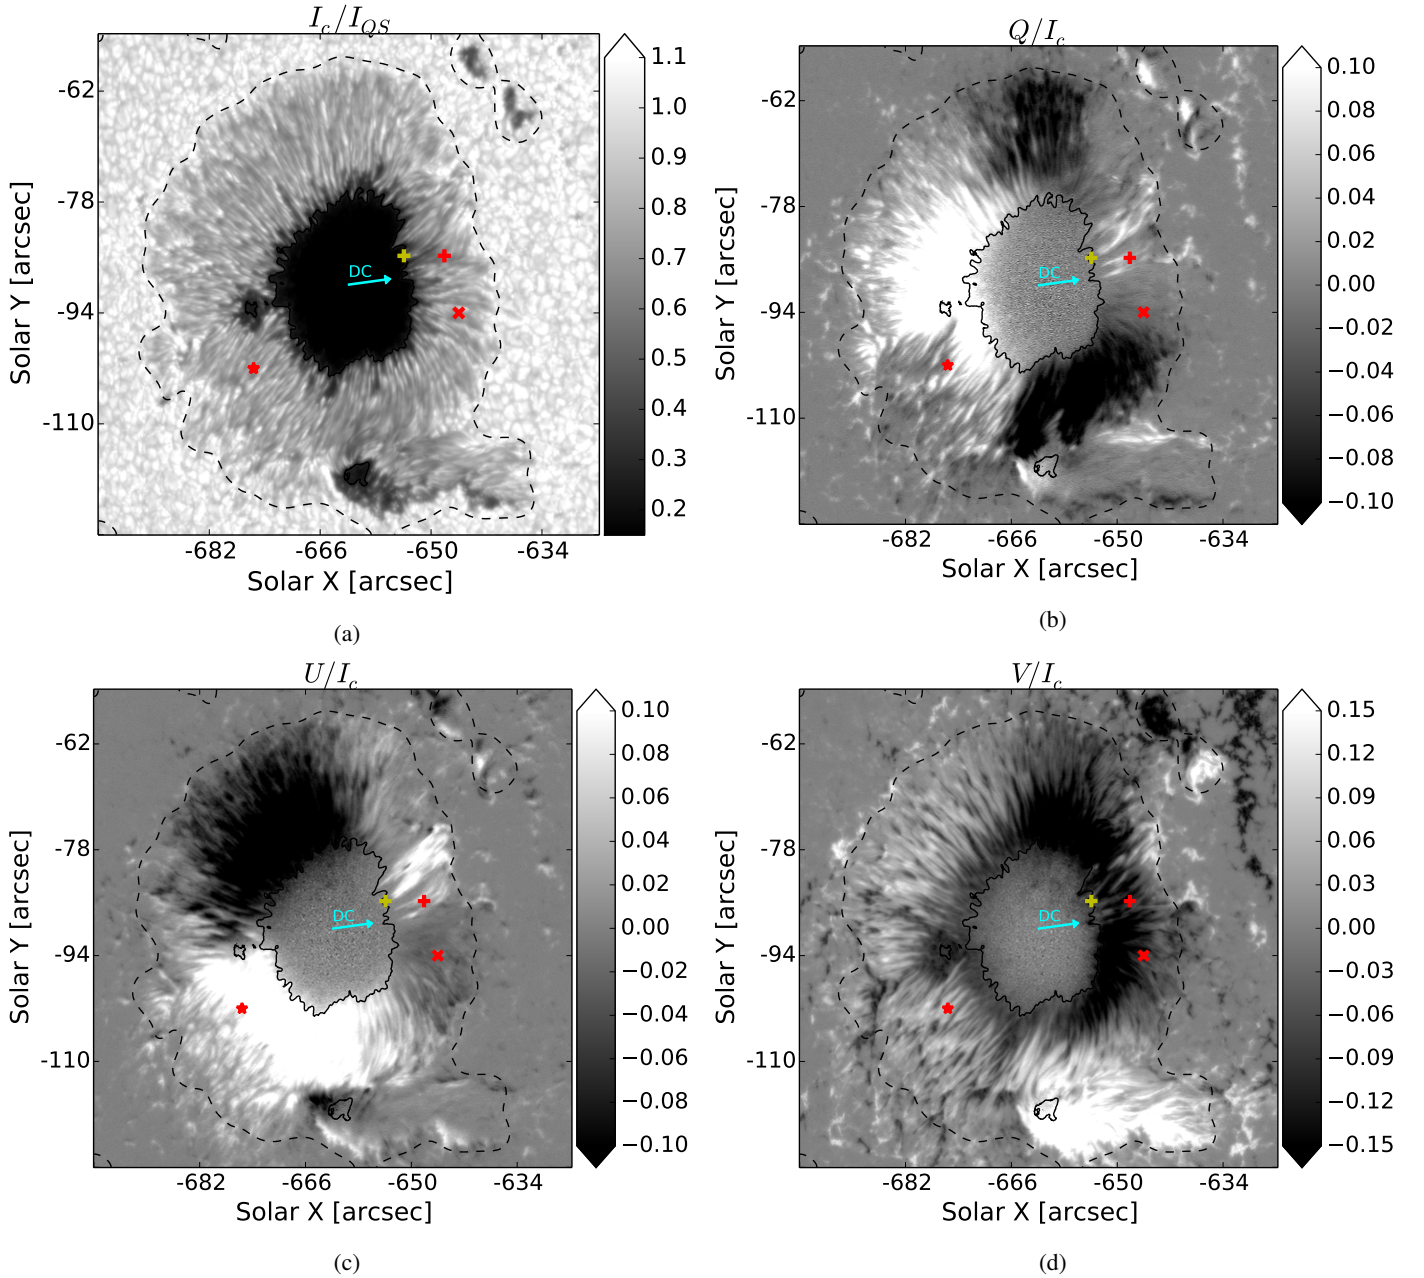 I_c/I_QS
-62
-78
-94
-110
-682 -666 -650 -634
Solar X [arcsec]
Solar Y [arcsec]
DC
1.1
1.0
0.9
0.8
0.7
0.6
0.5
0.4
0.3
0.2
(a)
Q/I_c
-62
-78
-94
-110
-682 -666 -650 -634
Solar X [arcsec]
Solar Y [arcsec]
DC
0.10
0.08
0.06
0.04
0.02
0.00
−0.02
−0.04
−0.06
−0.08
−0.10
(b)
U/I_c
-62
-78
-94
-110
-682 -666 -650 -634
Solar X [arcsec]
Solar Y [arcsec]
DC
0.10
0.08
0.06
0.04
0.02
0.00
−0.02
−0.04
−0.06
−0.08
−0.10
(c)
V/I_c
-62
-78
-94
-110
-682 -666 -650 -634
Solar X [arcsec]
Solar Y [arcsec]
DC
0.15
0.12
0.09
0.06
0.03
0.00
−0.03
−0.06
−0.09
−0.12
−0.15
(d)